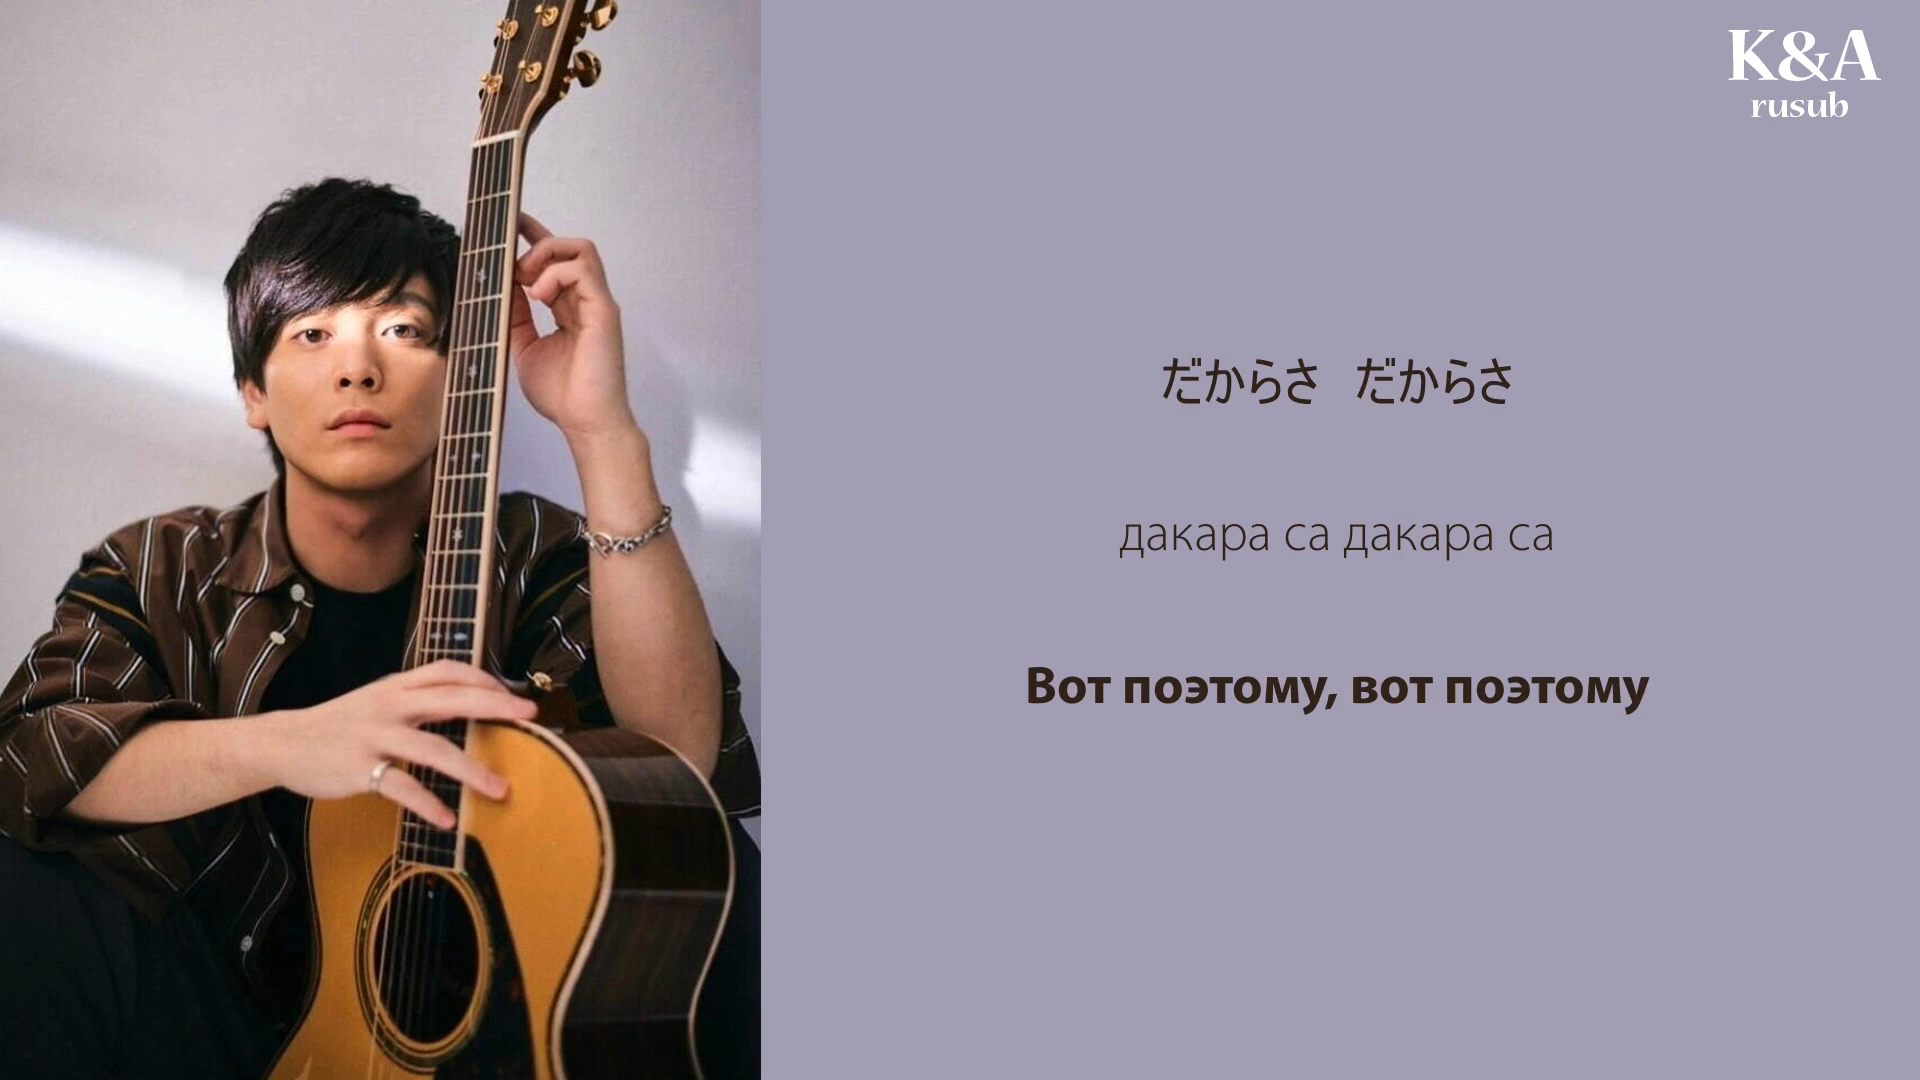 K&A
rusub
だからさ だからさ
дакара са дакара са
Вот поэтому, вот поэтому